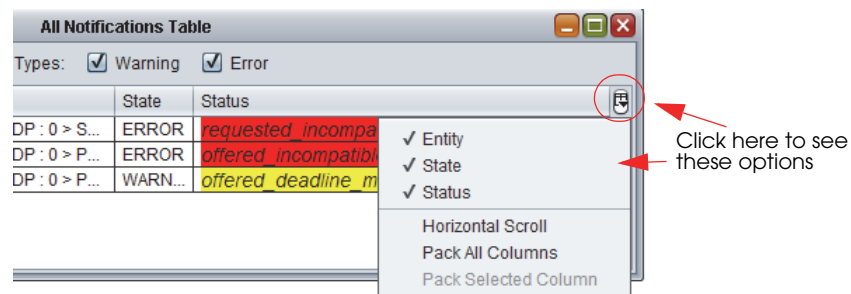 All Notifications Table
Types: Warning Error
State Status
DP : 0 > S... ERROR requested_incompa
DP : 0 > P... ERROR offered_incompatible
DP : 0 > P... WARN... offered_deadline_m
Entity
State
Status
Horizontal Scroll
Pack All Columns
Pack Selected Column
Click here to see
these options